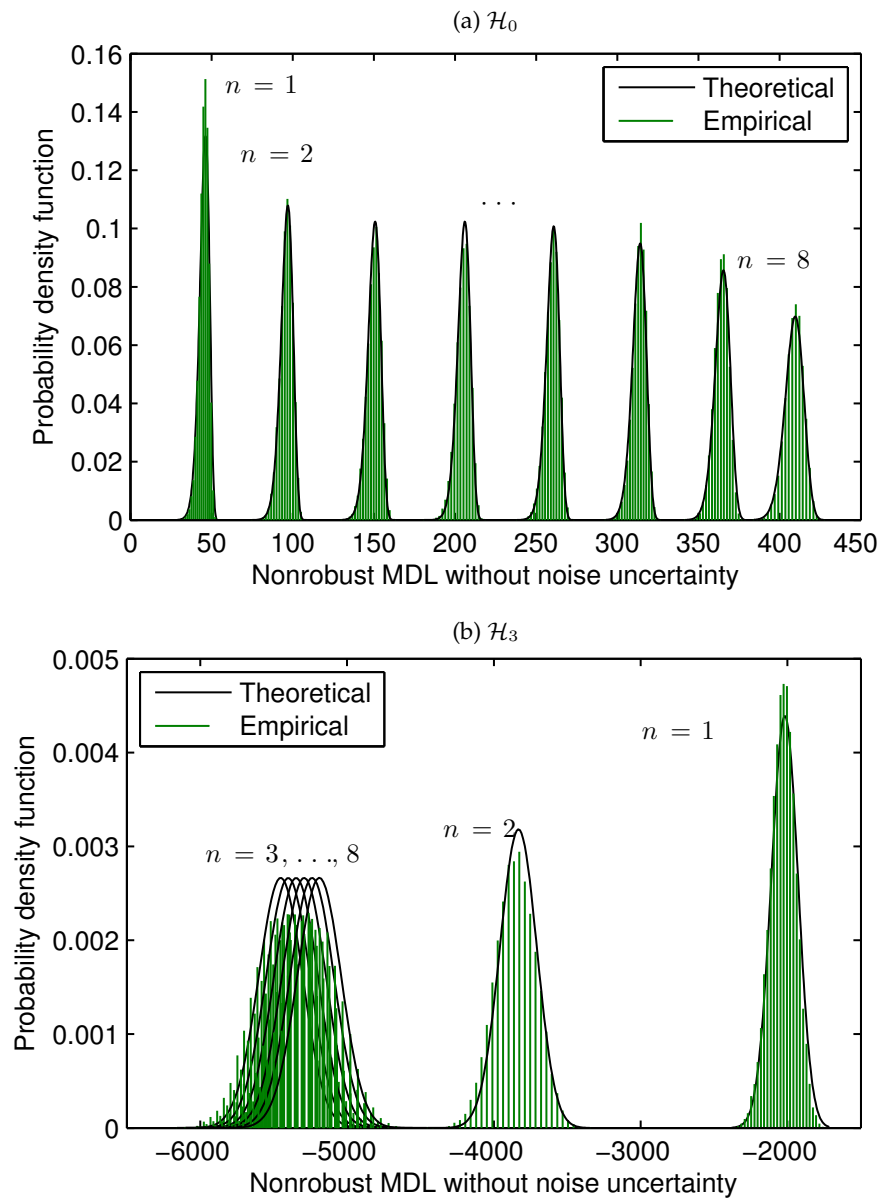 (a) H₀
0.16
0.14
0.12
0.1
0.08
0.06
0.04
0.02
0
Probability density function
n = 1
n = 2
. . .
n = 8
Theoretical
Empirical
0 50 100 150 200 250 300 350 400 450
Nonrobust MDL without noise uncertainty
(b) H₃
0.005
0.004
0.003
0.002
0.001
0
Probability density function
Theoretical
Empirical
n = 1
n = 2
n = 3, . . ., 8
−6000 −5000 −4000 −3000 −2000
Nonrobust MDL without noise uncertainty